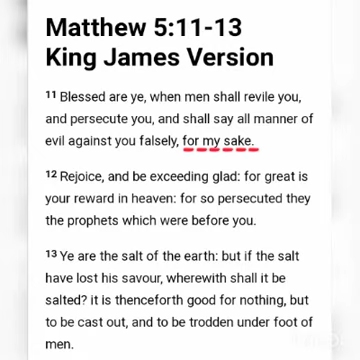 Matthew 5:11-13
King James Version
11 Blessed are ye, when men shall revile you,
and persecute you, and shall say all manner of
evil against you falsely, for my sake.
12 Rejoice, and be exceeding glad: for great is
your reward in heaven: for so persecuted they
the prophets which were before you.
13 Ye are the salt of the earth: but if the salt
have lost his savour, wherewith shall it be
salted? it is thenceforth good for nothing, but
to be cast out, and to be trodden under foot of
men.